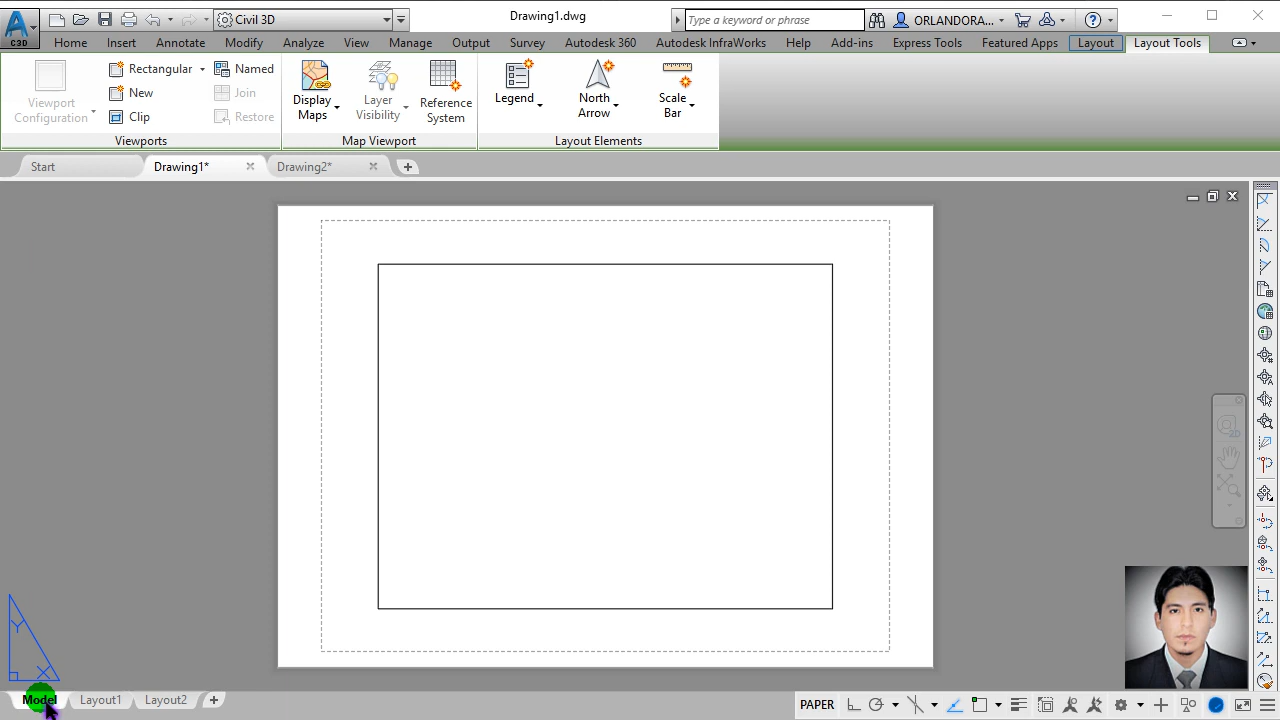 C3D
Civil 3D
Drawing1.dwg
Type a keyword or phrase
ORLANDORA...
Home Insert Annotate Modify Analyze View Manage Output Survey Autodesk 360 Autodesk InfraWorks Help Add-ins Express Tools Featured Apps Layout Layout Tools
Viewport
Configuration
Rectangular
New
Clip
Named
Join
Restore
Viewports
Display
Maps
Layer
Visibility
Reference
System
Map Viewport
Legend
North
Arrow
Scale
Bar
Layout Elements
Start
Drawing1*
Drawing2*
Y
X
Model
Layout1
Layout2
PAPER